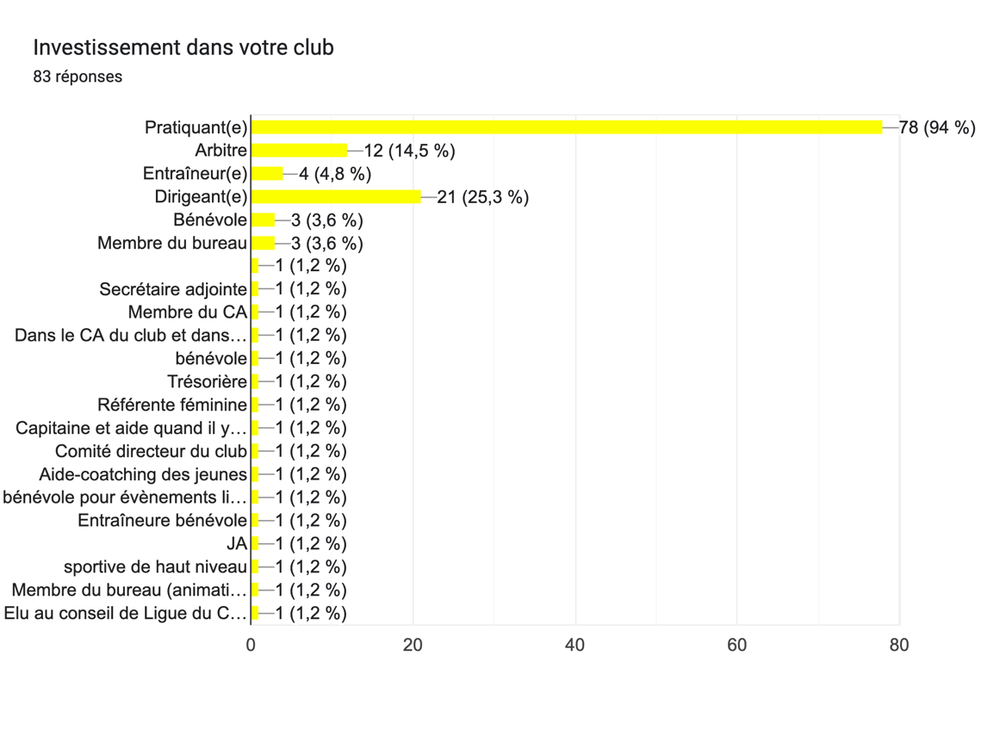 Investissement dans votre club
83 réponses
Pratiquant(e) 78 (94 %)
Arbitre 12 (14,5 %)
Entraîneur(e) 4 (4,8 %)
Dirigeant(e) 21 (25,3 %)
Bénévole 3 (3,6 %)
Membre du bureau 3 (3,6 %)
1 (1,2 %)
Secrétaire adjointe 1 (1,2 %)
Membre du CA 1 (1,2 %)
Dans le CA du club et dans… 1 (1,2 %)
bénévole 1 (1,2 %)
Trésorière 1 (1,2 %)
Référente féminine 1 (1,2 %)
Capitaine et aide quand il y… 1 (1,2 %)
Comité directeur du club 1 (1,2 %)
Aide-coatching des jeunes 1 (1,2 %)
bénévole pour évènements li… 1 (1,2 %)
Entraîneure bénévole 1 (1,2 %)
JA 1 (1,2 %)
sportive de haut niveau 1 (1,2 %)
Membre du bureau (animati… 1 (1,2 %)
Elu au conseil de Ligue du C… 1 (1,2 %)
0 20 40 60 80